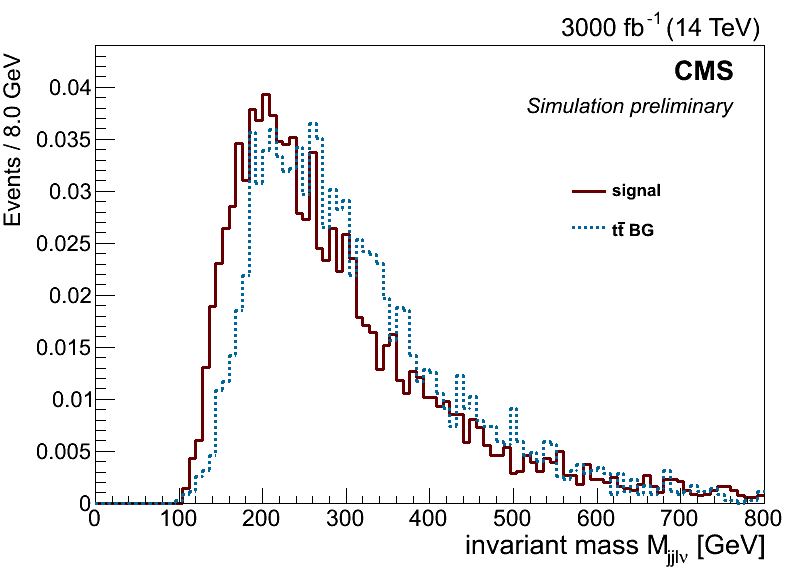 3000 fb⁻¹ (14 TeV)
CMS
Simulation preliminary
signal
tt̄ BG
Events / 8.0 GeV
0.04
0.035
0.03
0.025
0.02
0.015
0.01
0.005
0
0 100 200 300 400 500 600 700 800
invariant mass M_jjlν [GeV]